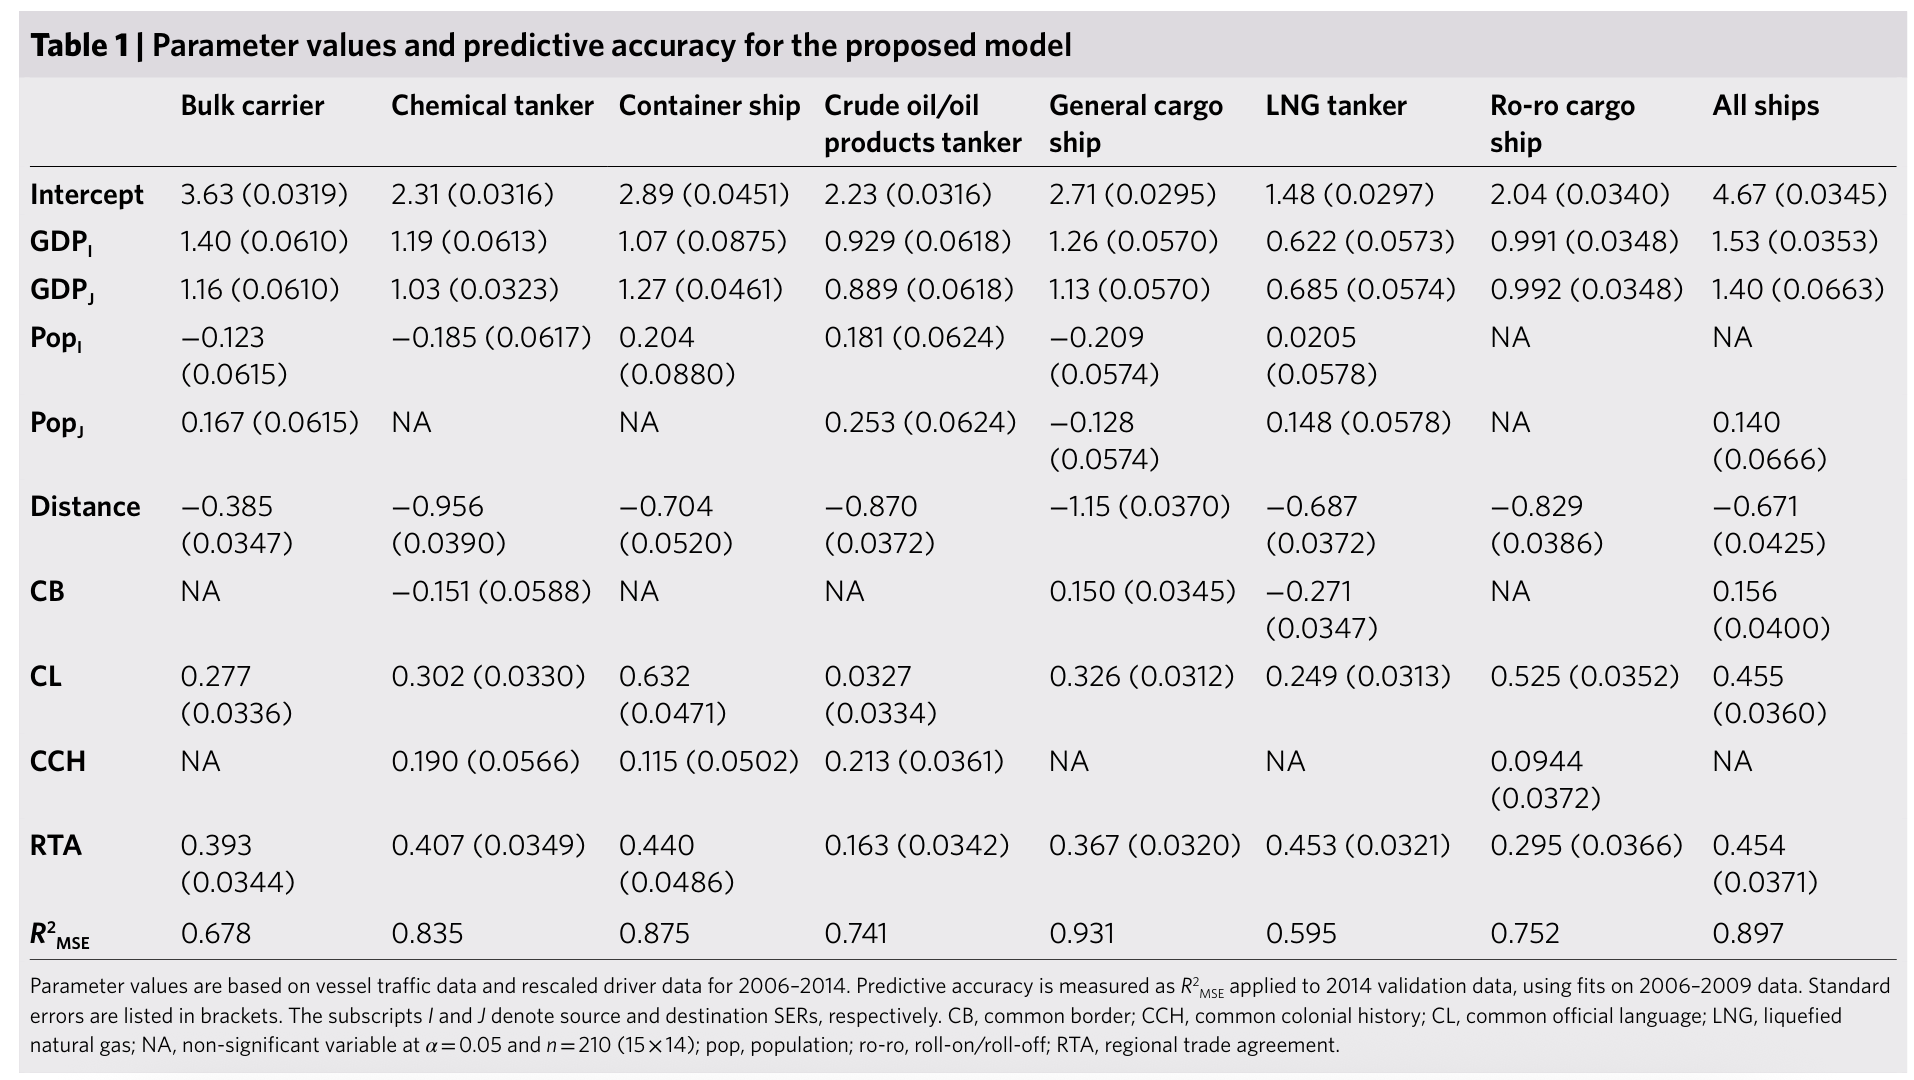 Table 1 | Parameter values and predictive accuracy for the proposed model
Bulk carrier Chemical tanker Container ship Crude oil/oil products tanker General cargo ship LNG tanker Ro-ro cargo ship All ships
Intercept 3.63 (0.0319) 2.31 (0.0316) 2.89 (0.0451) 2.23 (0.0316) 2.71 (0.0295) 1.48 (0.0297) 2.04 (0.0340) 4.67 (0.0345)
GDPI 1.40 (0.0610) 1.19 (0.0613) 1.07 (0.0875) 0.929 (0.0618) 1.26 (0.0570) 0.622 (0.0573) 0.991 (0.0348) 1.53 (0.0353)
GDPJ 1.16 (0.0610) 1.03 (0.0323) 1.27 (0.0461) 0.889 (0.0618) 1.13 (0.0570) 0.685 (0.0574) 0.992 (0.0348) 1.40 (0.0663)
PopI −0.123 (0.0615) −0.185 (0.0617) 0.204 (0.0880) 0.181 (0.0624) −0.209 (0.0574) 0.0205 (0.0578) NA NA
PopJ 0.167 (0.0615) NA NA 0.253 (0.0624) −0.128 (0.0574) 0.148 (0.0578) NA 0.140 (0.0666)
Distance −0.385 (0.0347) −0.956 (0.0390) −0.704 (0.0520) −0.870 (0.0372) −1.15 (0.0370) −0.687 (0.0372) −0.829 (0.0386) −0.671 (0.0425)
CB NA −0.151 (0.0588) NA NA 0.150 (0.0345) −0.271 (0.0347) NA 0.156 (0.0400)
CL 0.277 (0.0336) 0.302 (0.0330) 0.632 (0.0471) 0.0327 (0.0334) 0.326 (0.0312) 0.249 (0.0313) 0.525 (0.0352) 0.455 (0.0360)
CCH NA 0.190 (0.0566) 0.115 (0.0502) 0.213 (0.0361) NA NA 0.0944 (0.0372) NA
RTA 0.393 (0.0344) 0.407 (0.0349) 0.440 (0.0486) 0.163 (0.0342) 0.367 (0.0320) 0.453 (0.0321) 0.295 (0.0366) 0.454 (0.0371)
R²MSE 0.678 0.835 0.875 0.741 0.931 0.595 0.752 0.897
Parameter values are based on vessel traffic data and rescaled driver data for 2006–2014. Predictive accuracy is measured as R²MSE applied to 2014 validation data, using fits on 2006–2009 data. Standard
errors are listed in brackets. The subscripts I and J denote source and destination SERs, respectively. CB, common border; CCH, common colonial history; CL, common official language; LNG, liquefied
natural gas; NA, non-significant variable at α = 0.05 and n = 210 (15 × 14); pop, population; ro-ro, roll-on/roll-off; RTA, regional trade agreement.